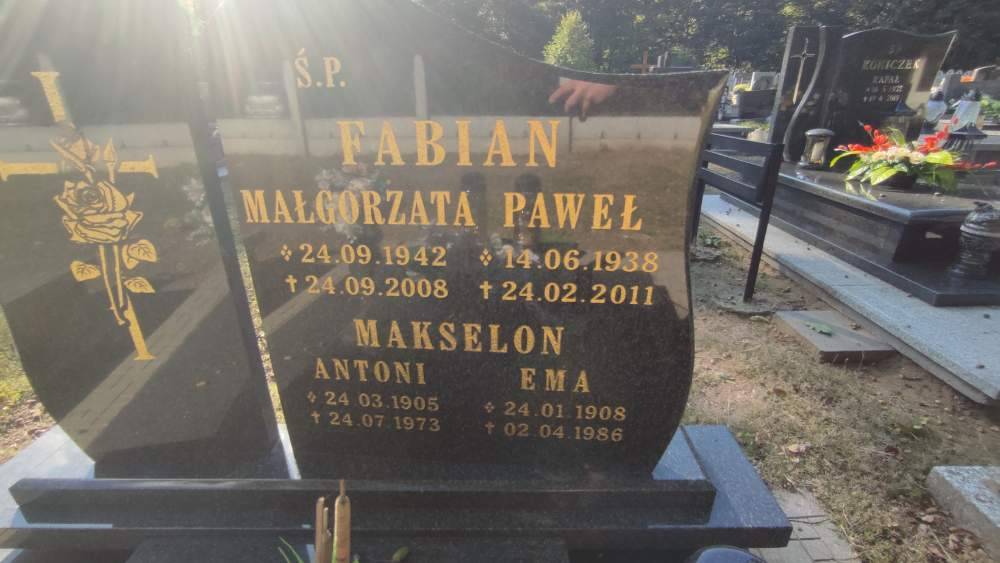 Ś.P.
FABIAN
MAŁGORZATA PAWEŁ
24.09.1942 14.06.1938
† 24.09.2008 † 24.02.2011
MAKSELON
ANTONI EMA
24.03.1905 24.01.1908
† 24.07.1973 † 02.04.1986
Ś.P.
KONICZEK
RAFAŁ